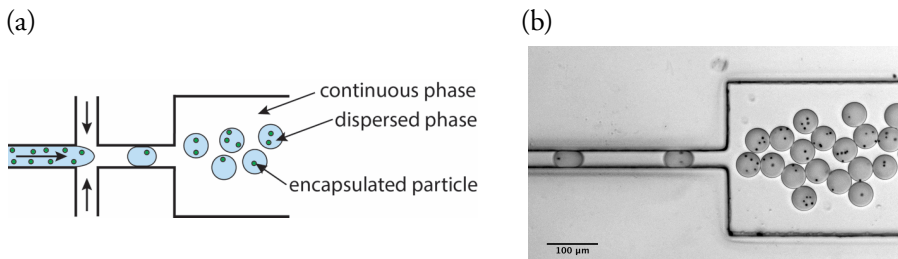 (a)
continuous phase
dispersed phase
encapsulated particle
(b)
100 μm